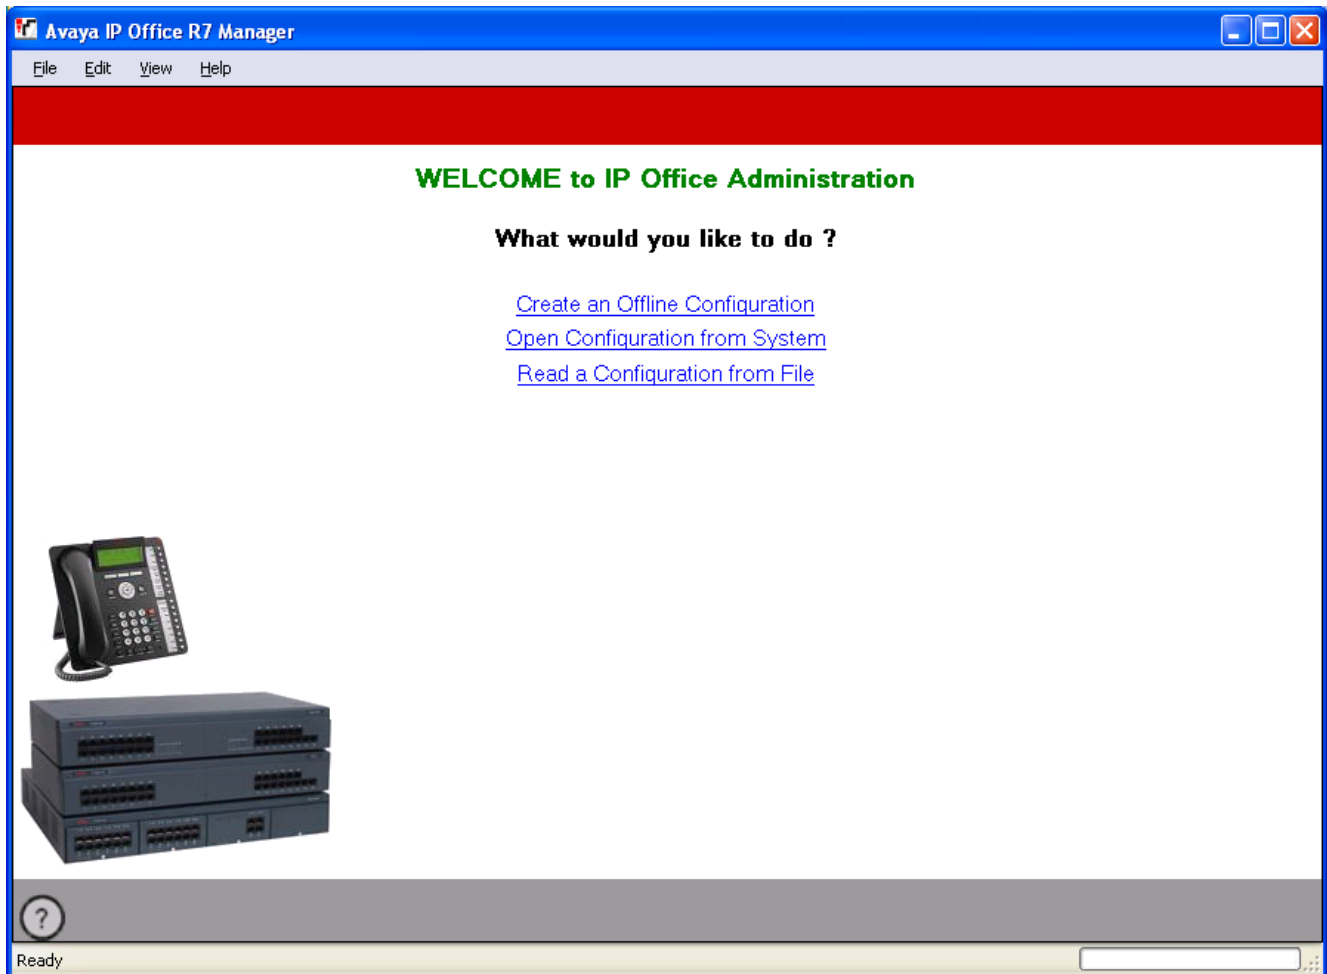 Avaya IP Office R7 Manager
File Edit View Help
WELCOME to IP Office Administration
What would you like to do ?
Create an Offline Configuration
Open Configuration from System
Read a Configuration from File
?
Ready